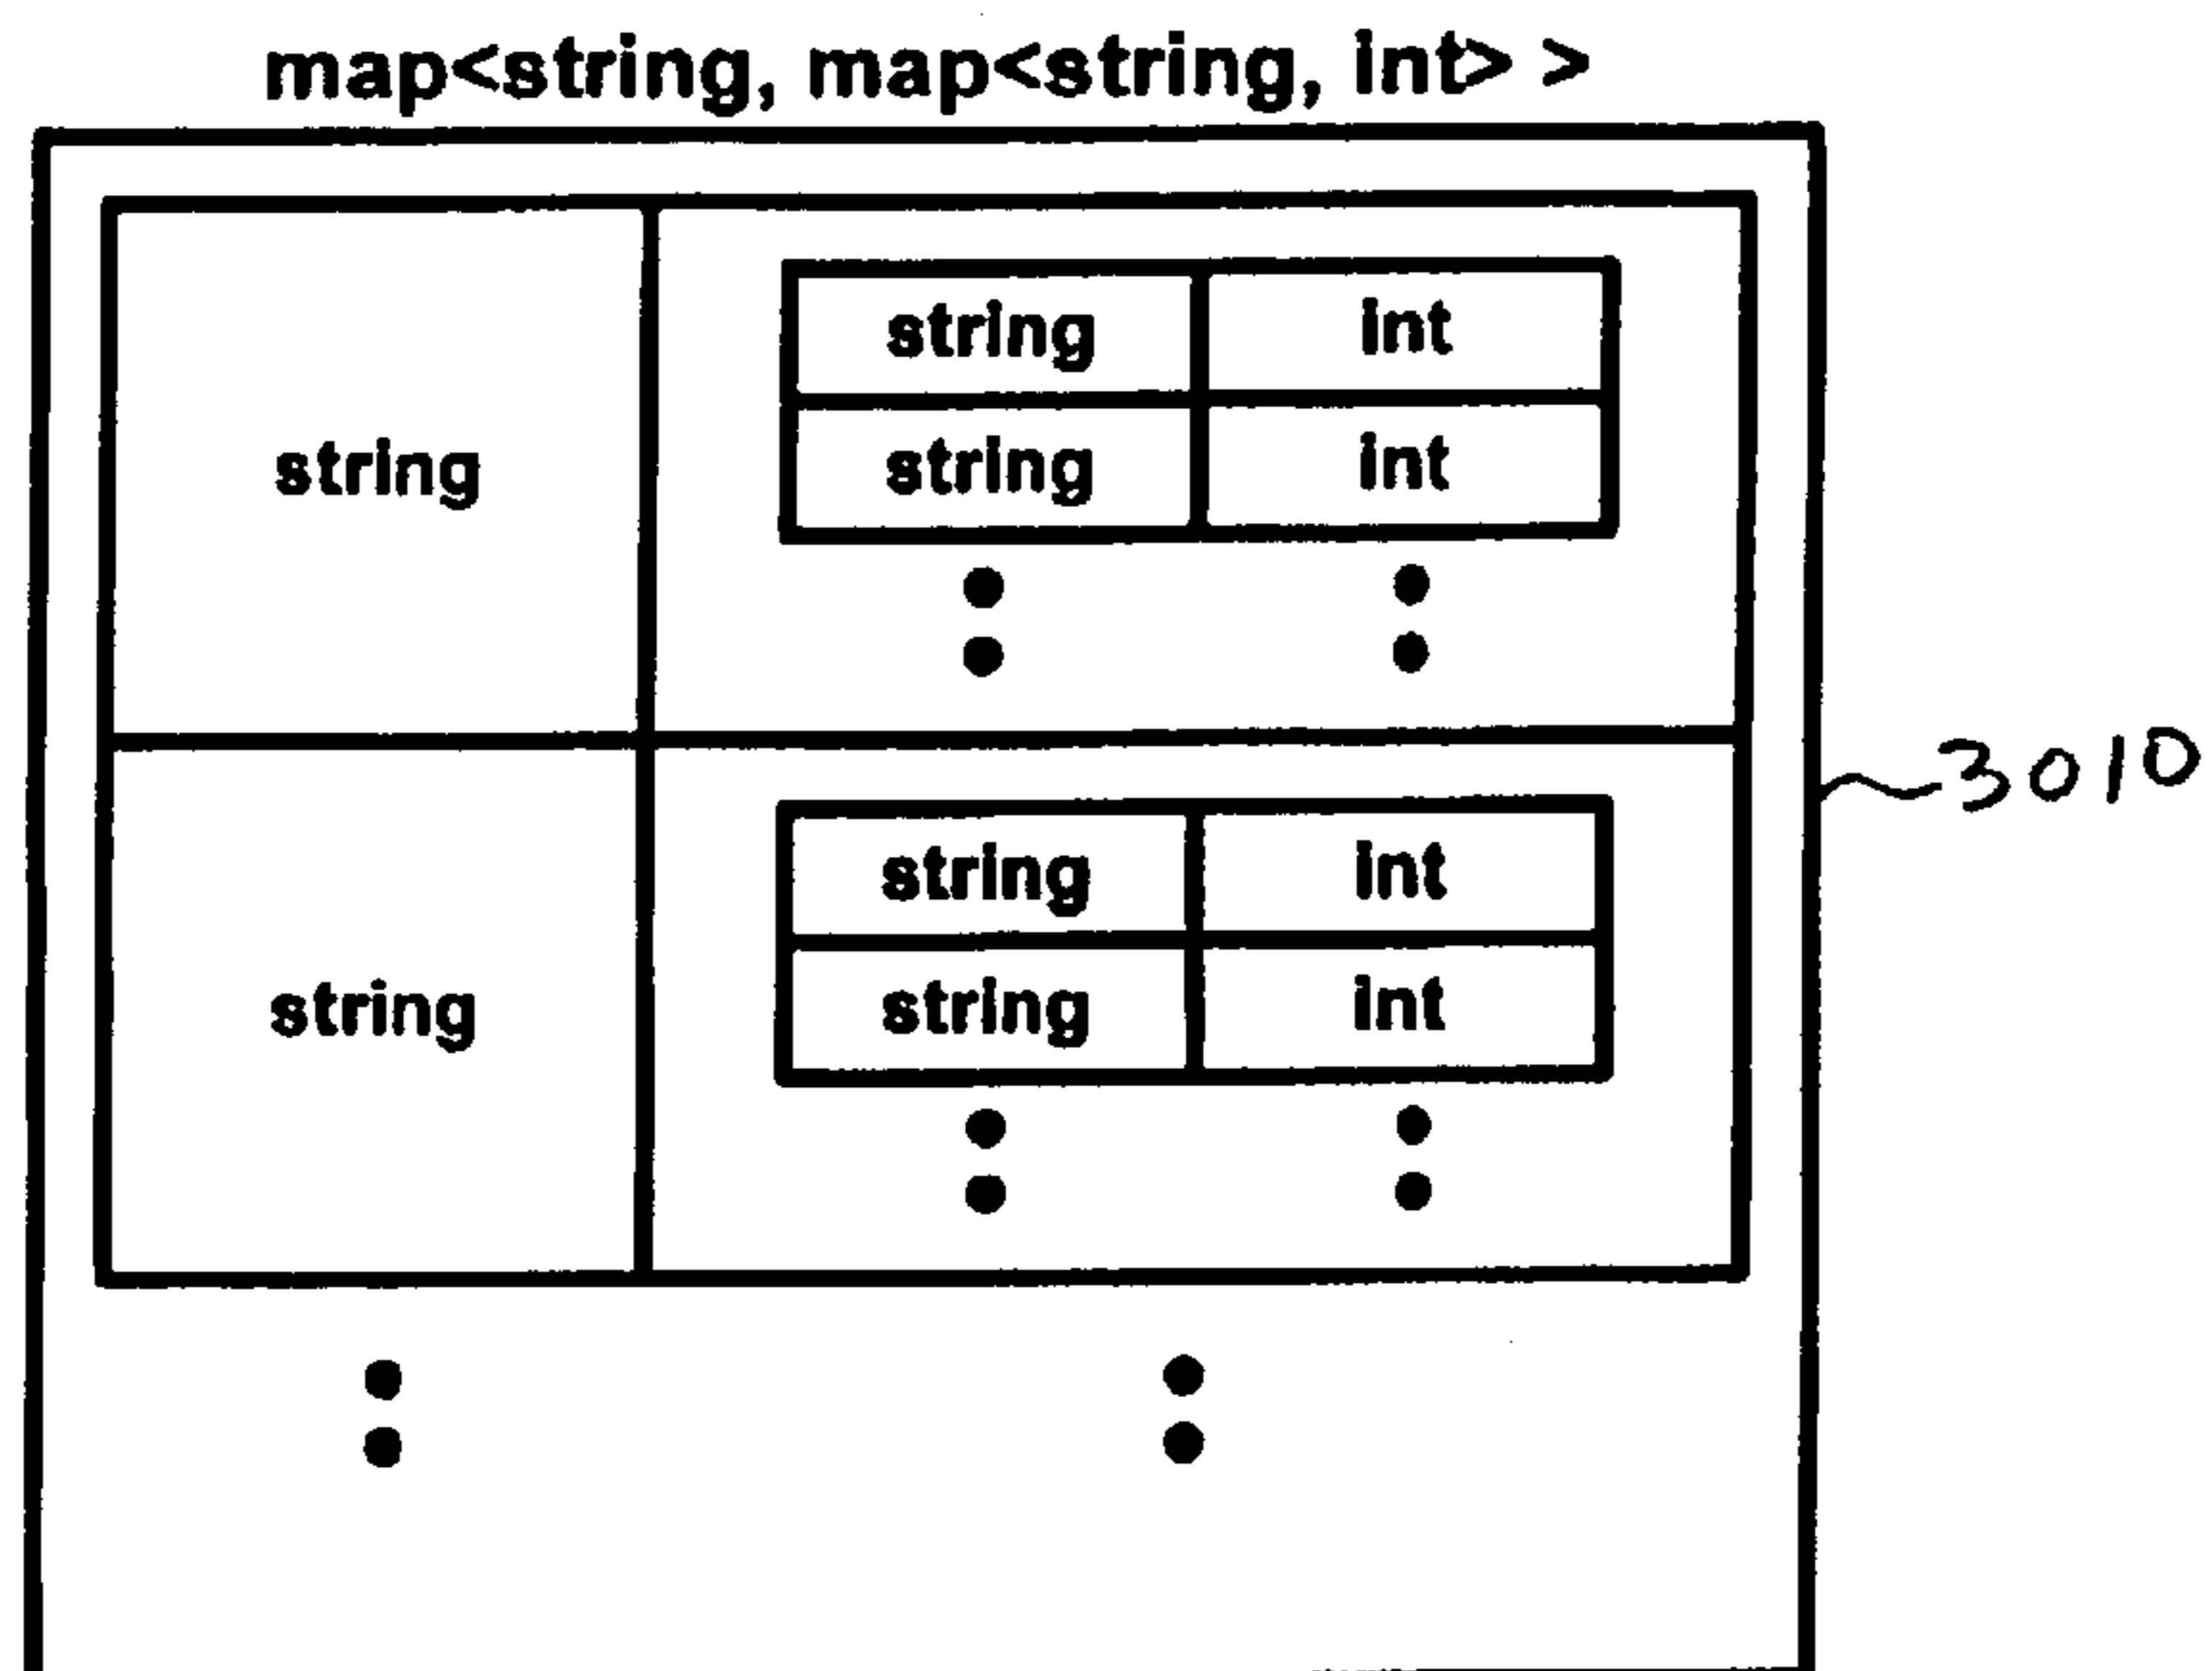 map<string, map<string, int> >
string int
string int
string
3010
string int
string int
string